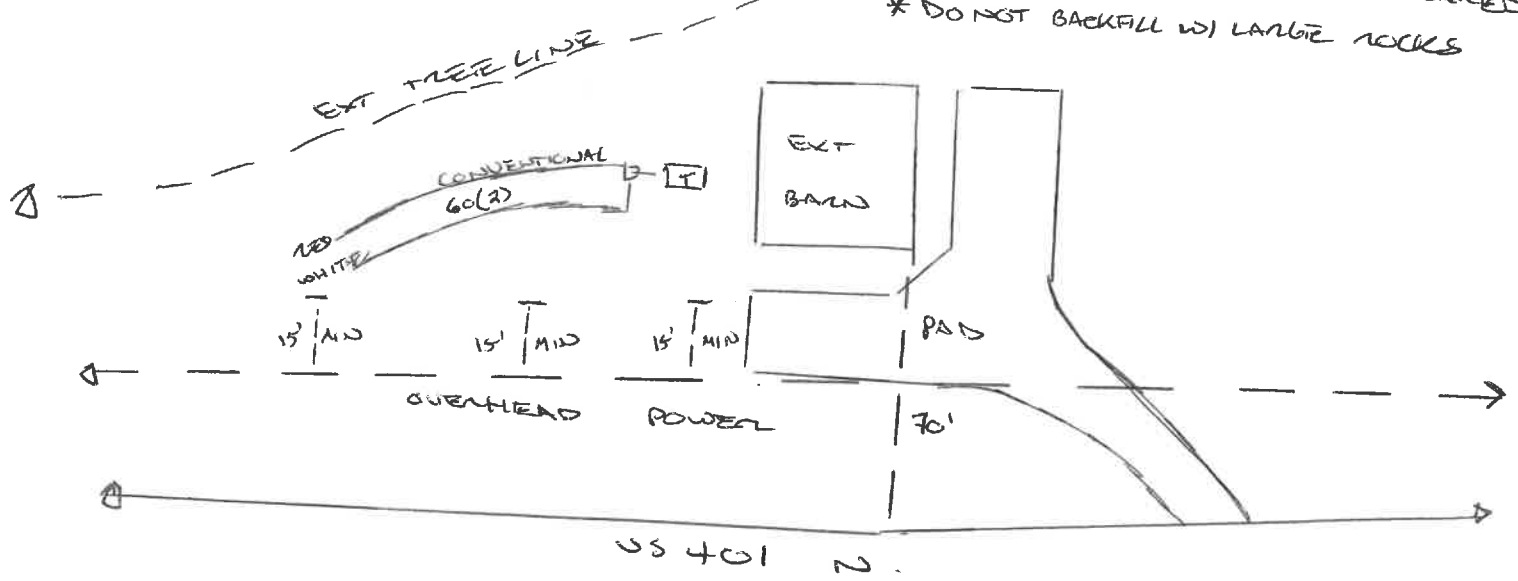 * DO NOT BACKFILL W/ LARGE ROCKS
EXT TREE LINE
EXT
BARN
CONVENTIONAL
T
60(2)
RED
WHITE
15' MIN
15' MIN
15' MIN
PAD
OVERHEAD POWER
70'
US 401 N.